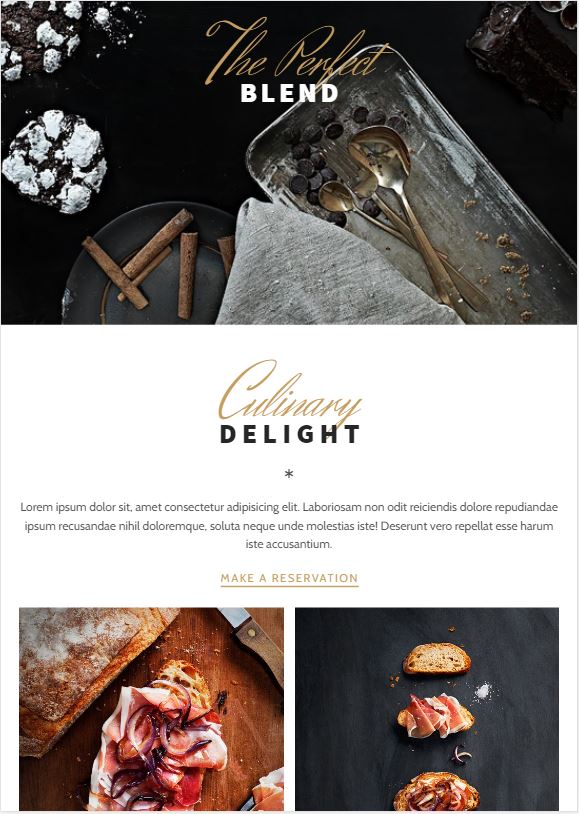 The Perfect
BLEND
Culinary
DELIGHT
*
Lorem ipsum dolor sit, amet consectetur adipisicing elit. Laboriosam non odit reiciendis dolore repudiandae
ipsum recusandae nihil doloremque, soluta neque unde molestias iste! Deserunt vero repellat esse harum
iste accusantium.
MAKE A RESERVATION